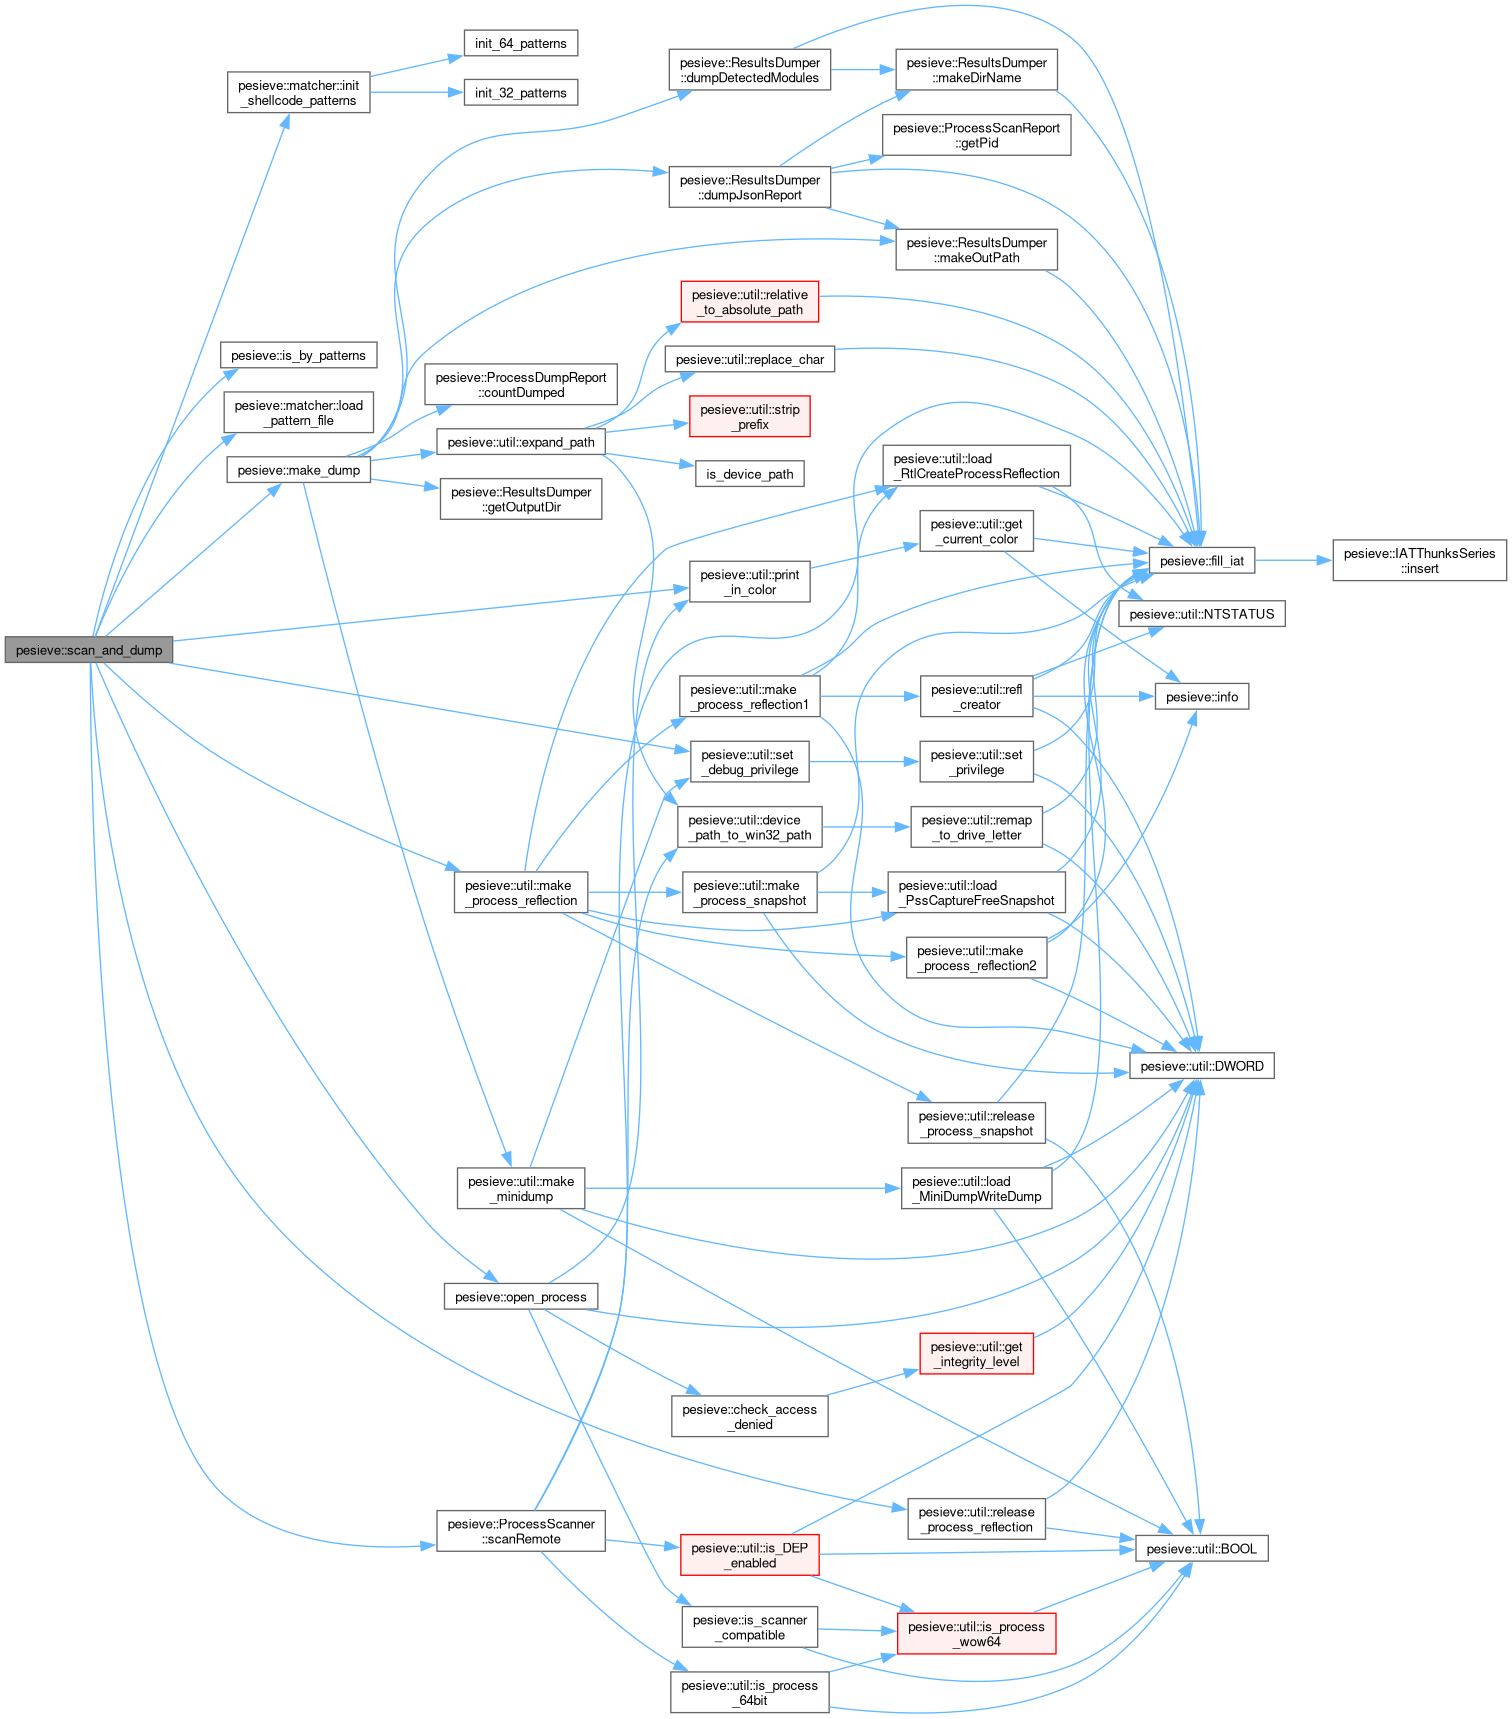 init_64_patterns
init_32_patterns
pesieve::matcher::init
_shellcode_patterns
pesieve::ResultsDumper
::dumpDetectedModules
pesieve::ResultsDumper
::makeDirName
pesieve::ProcessScanReport
::getPid
pesieve::ResultsDumper
::dumpJsonReport
pesieve::ResultsDumper
::makeOutPath
pesieve::util::relative
_to_absolute_path
pesieve::is_by_patterns
pesieve::util::replace_char
pesieve::ProcessDumpReport
::countDumped
pesieve::matcher::load
_pattern_file
pesieve::util::strip
_prefix
pesieve::util::expand_path
pesieve::make_dump
is_device_path
pesieve::util::load
_RtlCreateProcessReflection
pesieve::ResultsDumper
::getOutputDir
pesieve::util::get
_current_color
pesieve::fill_iat
pesieve::IATThunksSeries
::insert
pesieve::util::print
_in_color
pesieve::util::NTSTATUS
pesieve::scan_and_dump
pesieve::util::make
_process_reflection1
pesieve::util::refl
_creator
pesieve::info
pesieve::util::set
_debug_privilege
pesieve::util::set
_privilege
pesieve::util::device
_path_to_win32_path
pesieve::util::remap
_to_drive_letter
pesieve::util::make
_process_reflection
pesieve::util::make
_process_snapshot
pesieve::util::load
_PssCaptureFreeSnapshot
pesieve::util::make
_process_reflection2
pesieve::util::DWORD
pesieve::util::release
_process_snapshot
pesieve::util::make
_minidump
pesieve::util::load
_MiniDumpWriteDump
pesieve::open_process
pesieve::util::get
_integrity_level
pesieve::check_access
_denied
pesieve::util::release
_process_reflection
pesieve::ProcessScanner
::scanRemote
pesieve::util::is_DEP
_enabled
pesieve::util::BOOL
pesieve::is_scanner
_compatible
pesieve::util::is_process
_wow64
pesieve::util::is_process
_64bit